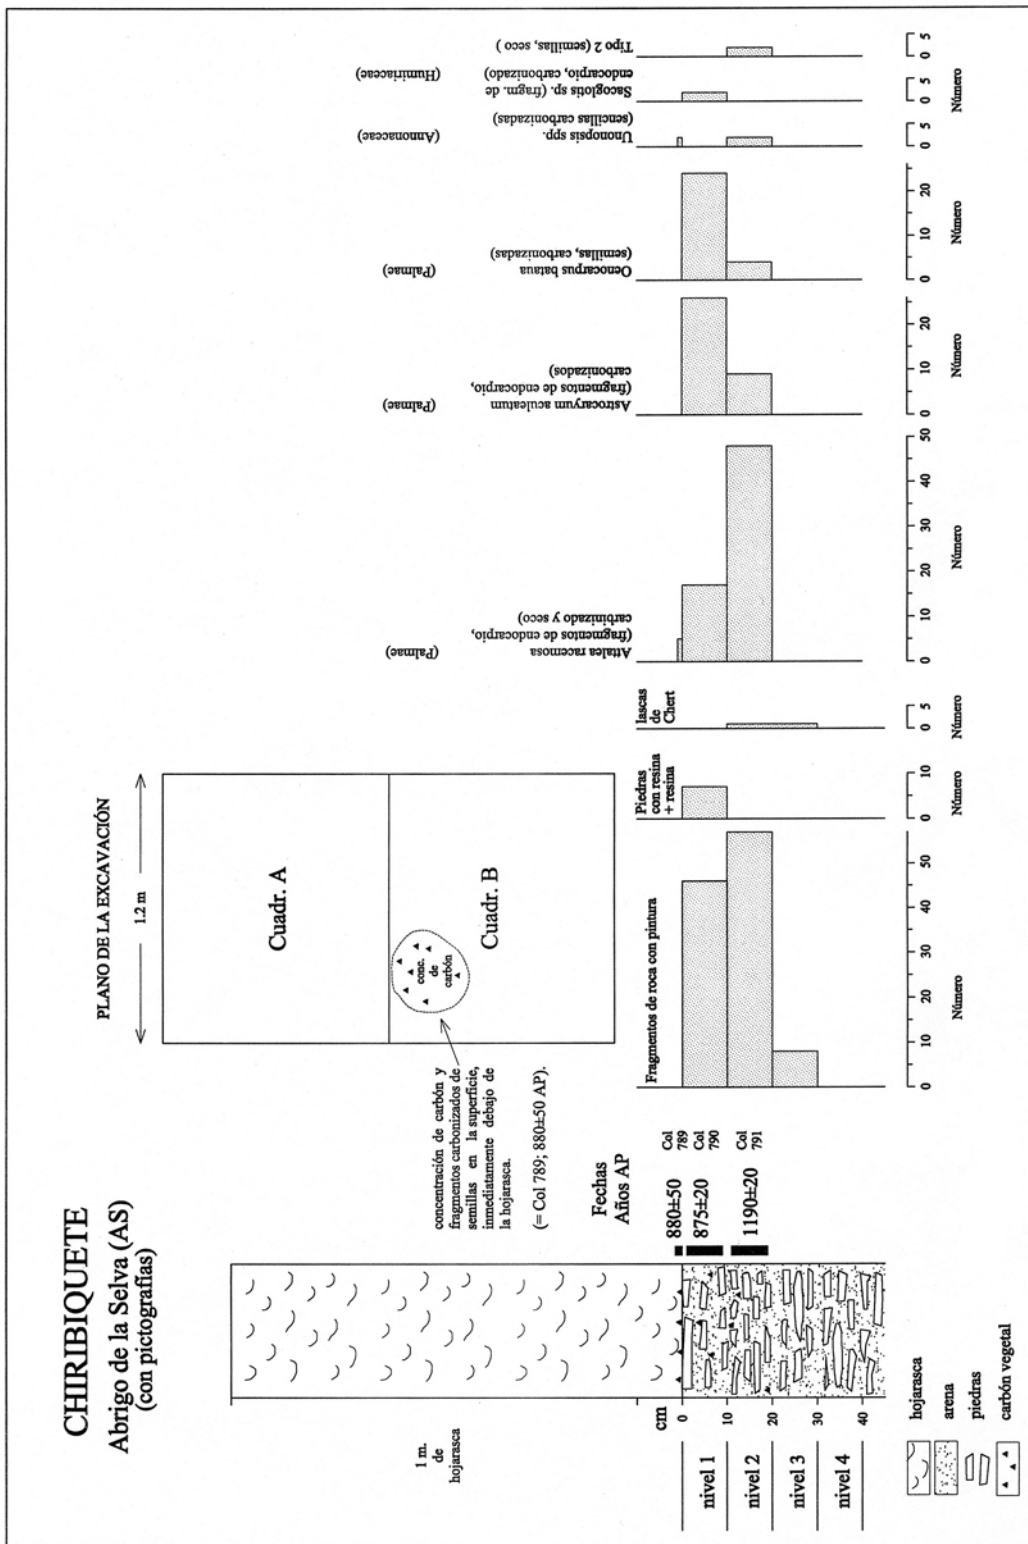 CHIRIBIQUETE
Abrigo de la Selva (AS)
(con pictografías)
PLANO DE LA EXCAVACIÓN
1.2 m
Cuadr. A
Cuadr. B
conc.
de
carbón
concentración de carbón y
fragmentos carbonizados de
semillas en la superficie,
inmediatamente debajo de
la hojarasca.
(= Col 789; 880±50 AP).
1 m.
de
hojarasca
cm
0
10
20
30
40
nivel 1
nivel 2
nivel 3
nivel 4
Fechas
Años AP
880±50
Col
789
875±20
Col
790
1190±20
Col
791
Fragmentos de roca con pintura
0
10
20
30
40
50
Número
Piedras
con resina
+ resina
0
10
Número
lascas
de
Chert
0
5
Número
(Palmae)
Attalea racemosa
(fragmentos de endocarpio,
carbinizado y seco)
0
10
20
30
40
50
Número
(Palmae)
Astrocaryum aculeatum
(fragmentos de endocarpio,
carbonizados)
0
10
20
Número
(Palmae)
Oenocarpus bataua
(semillas, carbonizadas)
0
10
20
Número
(Annonaceae)
Unonopsis spp.
(sencillas carbonizadas)
0
5
(Humiriaceae)
Sacoglotis sp. (fragm. de
endocarpio, carbonizado)
0
5
Número
Tipo 2 (semillas, seco )
0
5
hojarasca
arena
piedras
carbón vegetal